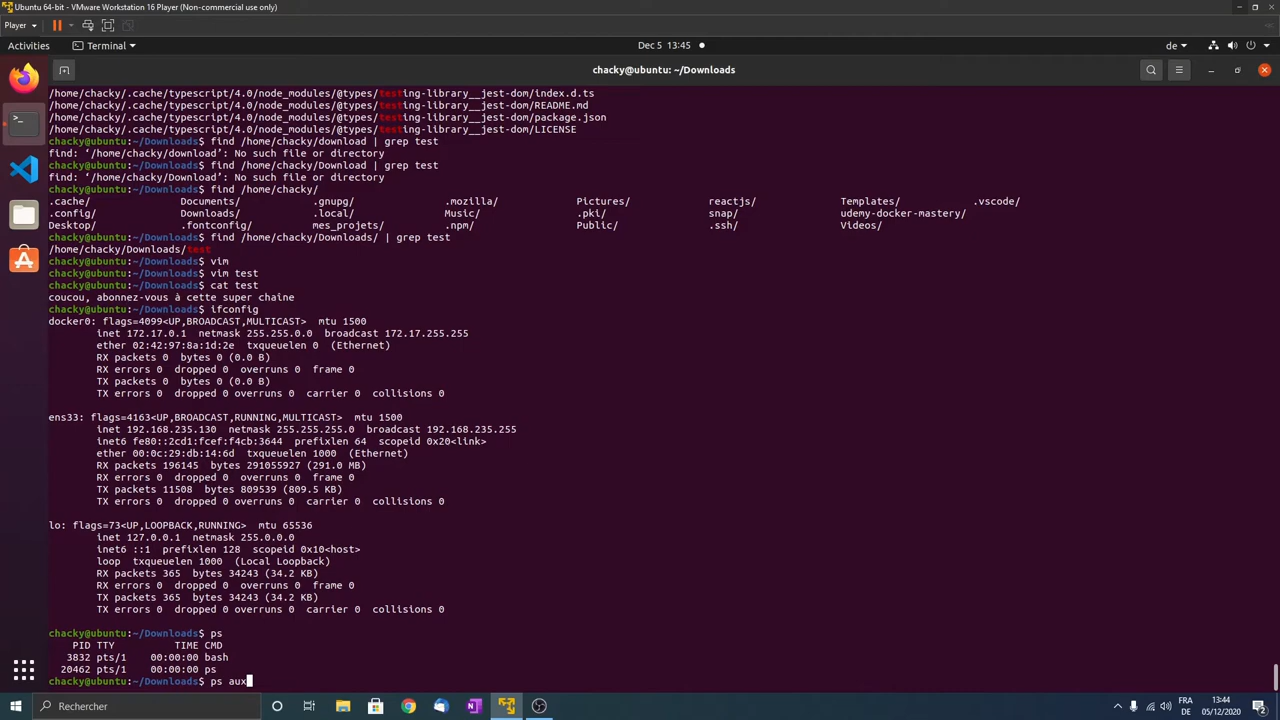 Ubuntu 64-bit - VMware Workstation 16 Player (Non-commercial use only)
Player
Activities Terminal Dec 5 13:45 de
chacky@ubuntu: ~/Downloads
/home/chacky/.cache/typescript/4.0/node_modules/@types/testing-library__jest-dom/index.d.ts
/home/chacky/.cache/typescript/4.0/node_modules/@types/testing-library__jest-dom/README.md
/home/chacky/.cache/typescript/4.0/node_modules/@types/testing-library__jest-dom/package.json
/home/chacky/.cache/typescript/4.0/node_modules/@types/testing-library__jest-dom/LICENSE
chacky@ubuntu:~/Downloads$ find /home/chacky/download | grep test
find: ‘/home/chacky/download’: No such file or directory
chacky@ubuntu:~/Downloads$ find /home/chacky/Download | grep test
find: ‘/home/chacky/Download’: No such file or directory
chacky@ubuntu:~/Downloads$ find /home/chacky/
.cache/ Documents/ .gnupg/ .mozilla/ Pictures/ reactjs/ Templates/ .vscode/
.config/ Downloads/ .local/ Music/ .pki/ snap/ udemy-docker-mastery/
Desktop/ .fontconfig/ mes_projets/ .npm/ Public/ .ssh/ Videos/
chacky@ubuntu:~/Downloads$ find /home/chacky/Downloads/ | grep test
/home/chacky/Downloads/test
chacky@ubuntu:~/Downloads$ vim
chacky@ubuntu:~/Downloads$ vim test
chacky@ubuntu:~/Downloads$ cat test
coucou, abonnez-vous à cette super chaine
chacky@ubuntu:~/Downloads$ ifconfig
docker0: flags=4099<UP,BROADCAST,MULTICAST> mtu 1500
inet 172.17.0.1 netmask 255.255.0.0 broadcast 172.17.255.255
ether 02:42:97:8a:1d:2e txqueuelen 0 (Ethernet)
RX packets 0 bytes 0 (0.0 B)
RX errors 0 dropped 0 overruns 0 frame 0
TX packets 0 bytes 0 (0.0 B)
TX errors 0 dropped 0 overruns 0 carrier 0 collisions 0
ens33: flags=4163<UP,BROADCAST,RUNNING,MULTICAST> mtu 1500
inet 192.168.235.130 netmask 255.255.255.0 broadcast 192.168.235.255
inet6 fe80::2cd1:fcef:f4cb:3644 prefixlen 64 scopeid 0x20<link>
ether 00:0c:29:db:14:6d txqueuelen 1000 (Ethernet)
RX packets 196145 bytes 291055927 (291.0 MB)
RX errors 0 dropped 0 overruns 0 frame 0
TX packets 11508 bytes 809539 (809.5 KB)
TX errors 0 dropped 0 overruns 0 carrier 0 collisions 0
lo: flags=73<UP,LOOPBACK,RUNNING> mtu 65536
inet 127.0.0.1 netmask 255.0.0.0
inet6 ::1 prefixlen 128 scopeid 0x10<host>
loop txqueuelen 1000 (Local Loopback)
RX packets 365 bytes 34243 (34.2 KB)
RX errors 0 dropped 0 overruns 0 frame 0
TX packets 365 bytes 34243 (34.2 KB)
TX errors 0 dropped 0 overruns 0 carrier 0 collisions 0
chacky@ubuntu:~/Downloads$ ps
PID TTY TIME CMD
3832 pts/1 00:00:00 bash
20462 pts/1 00:00:00 ps
chacky@ubuntu:~/Downloads$ ps aux
Rechercher
FRA
DE
13:44
05/12/2020
2